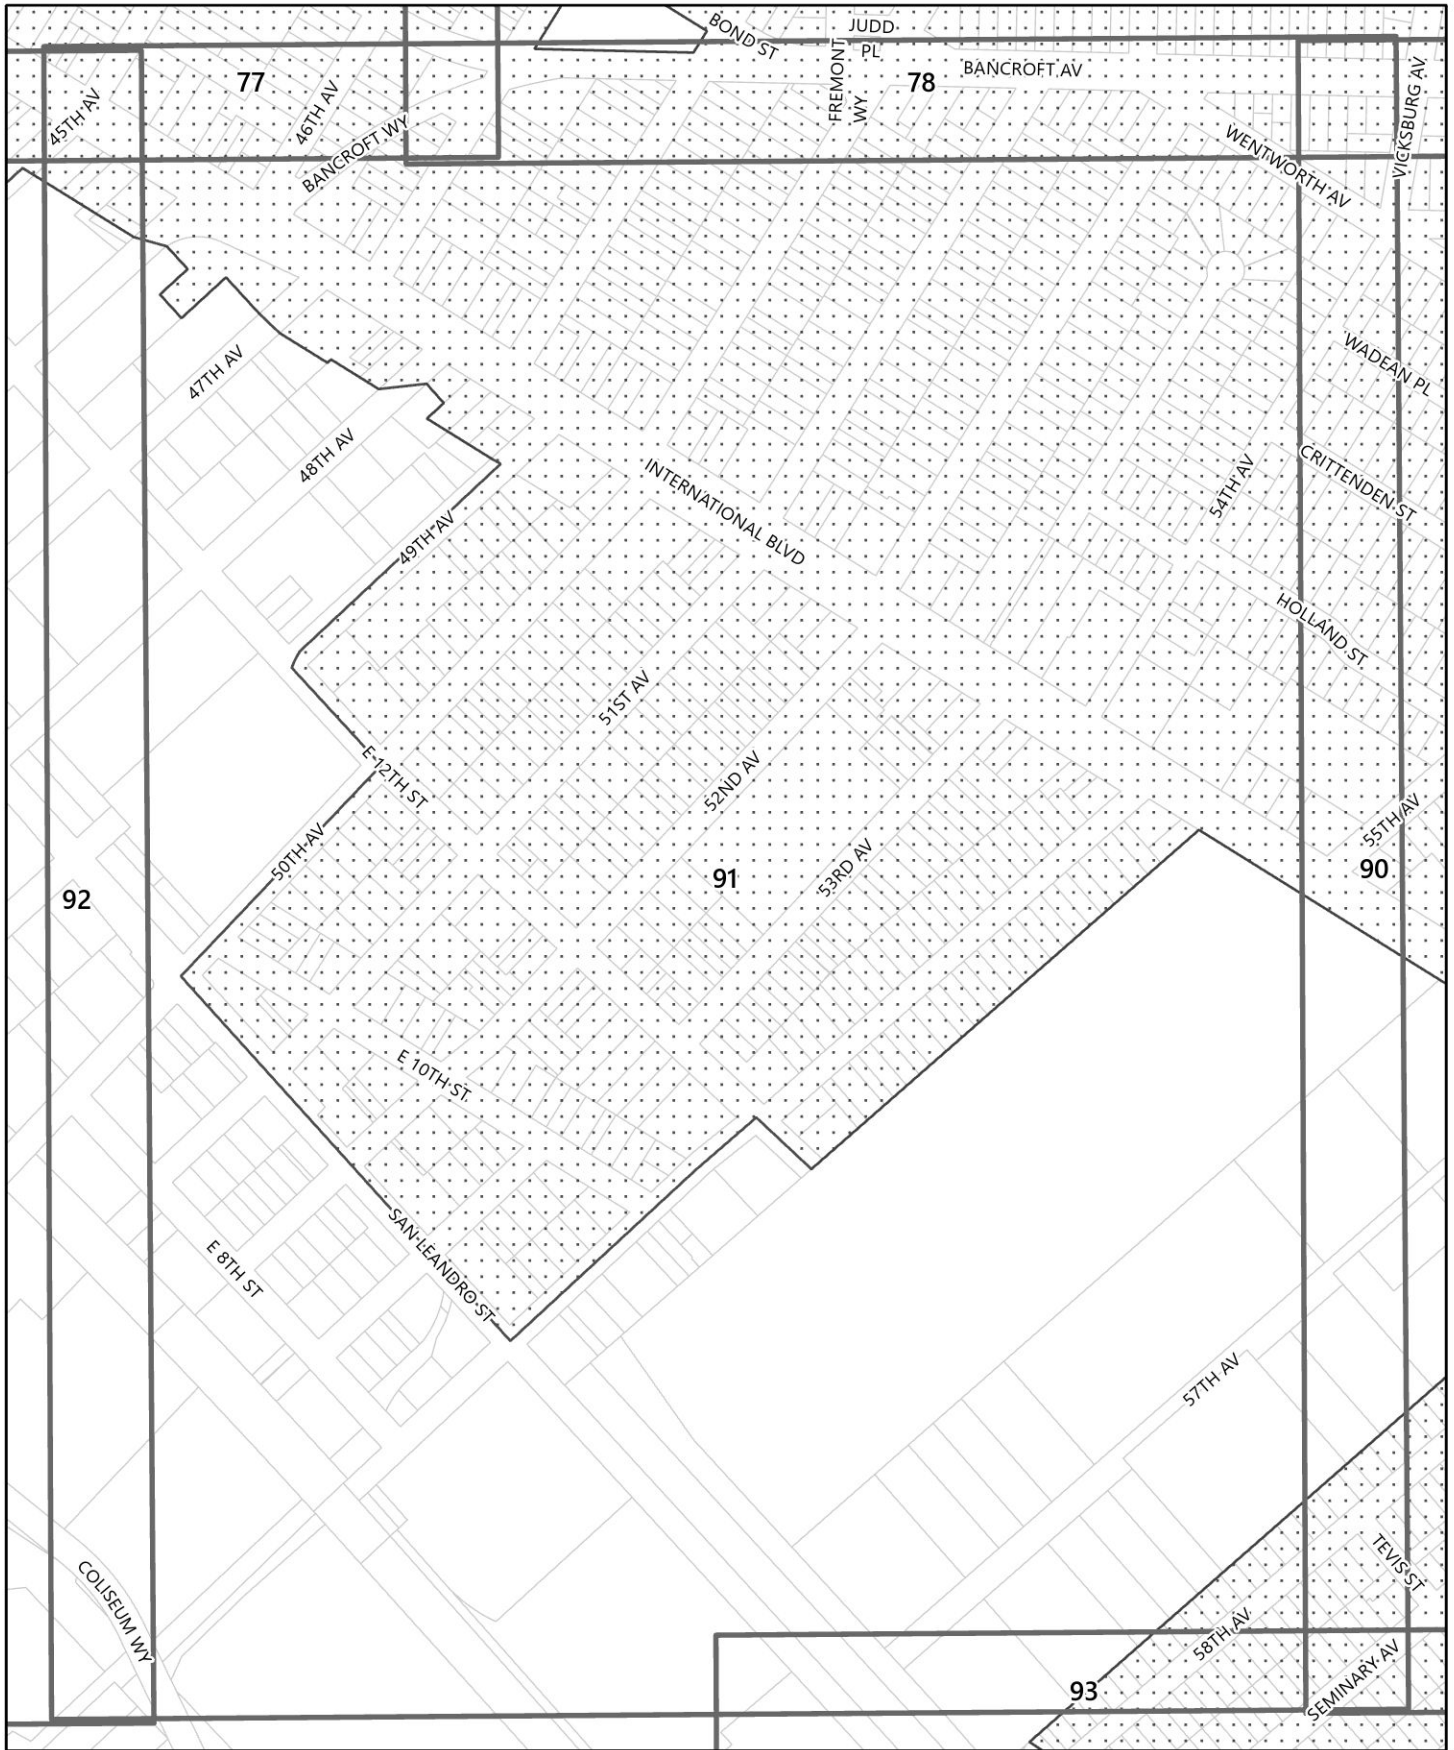 BOND ST
JUDD
PL
FREMONT
WY
BANCROFT AV
77
78
45TH AV
46TH AV
BANCROFT WY
VICKSBURG AV
WENTWORTH AV
47TH AV
48TH AV
WADEAN PL
INTERNATIONAL BLVD
54TH AV
CRITTENDEN ST
49TH AV
HOLLAND ST
51ST AV
E 12TH ST
52ND AV
50TH AV
53RD AV
55TH AV
92
91
90
E 10TH ST
E 8TH ST
SAN LEANDRO ST
57TH AV
COLISEUM WY
TEVIS ST
58TH AV
93
SEMINARY AV